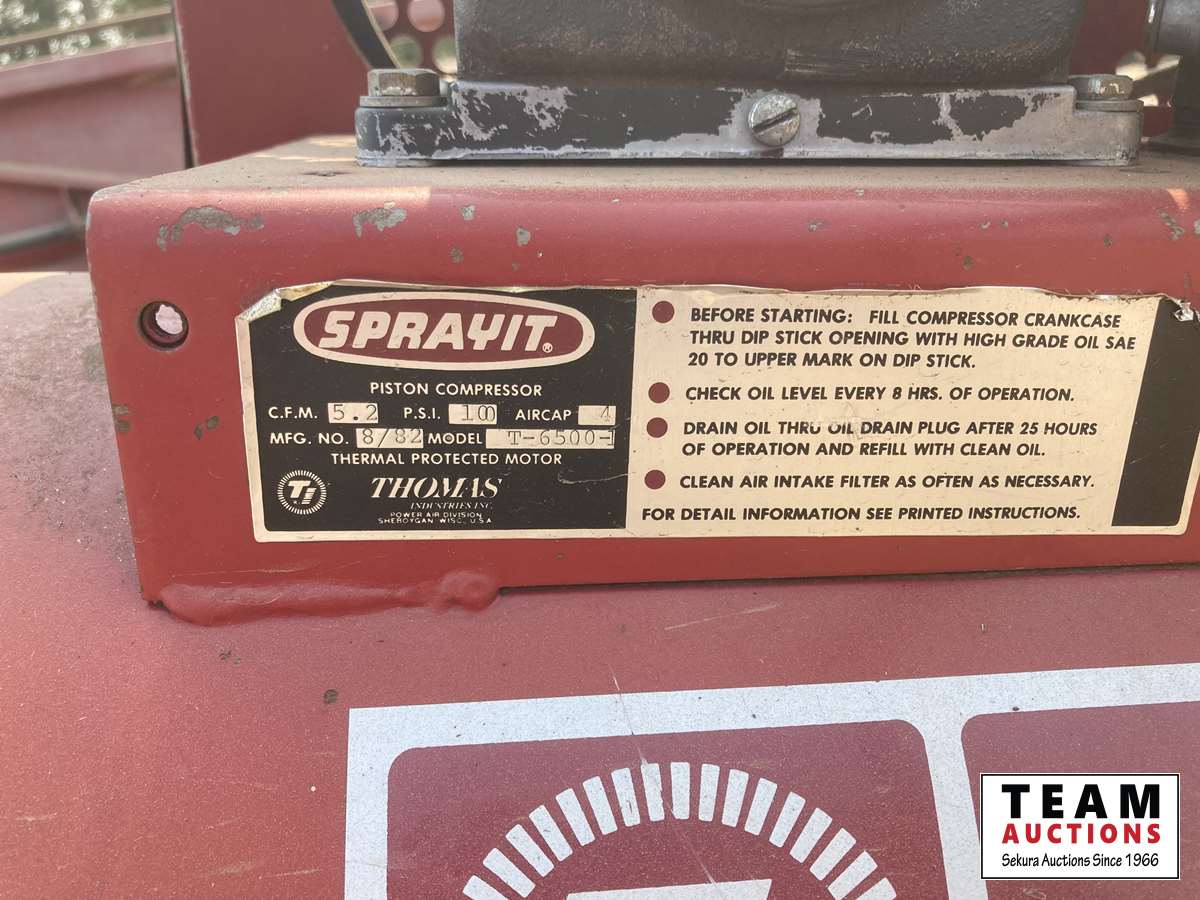 SPRAYIT®
PISTON COMPRESSOR
C.F.M. 5.2 P.S.I. 100 AIRCAP 4
MFG. NO. 8/82 MODEL T-6500-1
THERMAL PROTECTED MOTOR
TI THOMAS
INDUSTRIES INC.
POWER AIR DIVISION
SHEBOYGAN WISC. U.S.A
BEFORE STARTING: FILL COMPRESSOR CRANKCASE
THRU DIP STICK OPENING WITH HIGH GRADE OIL SAE
20 TO UPPER MARK ON DIP STICK.
CHECK OIL LEVEL EVERY 8 HRS. OF OPERATION.
DRAIN OIL THRU OIL DRAIN PLUG AFTER 25 HOURS
OF OPERATION AND REFILL WITH CLEAN OIL.
CLEAN AIR INTAKE FILTER AS OFTEN AS NECESSARY.
FOR DETAIL INFORMATION SEE PRINTED INSTRUCTIONS.
TEAM
AUCTIONS
Sekura Auctions Since 1966